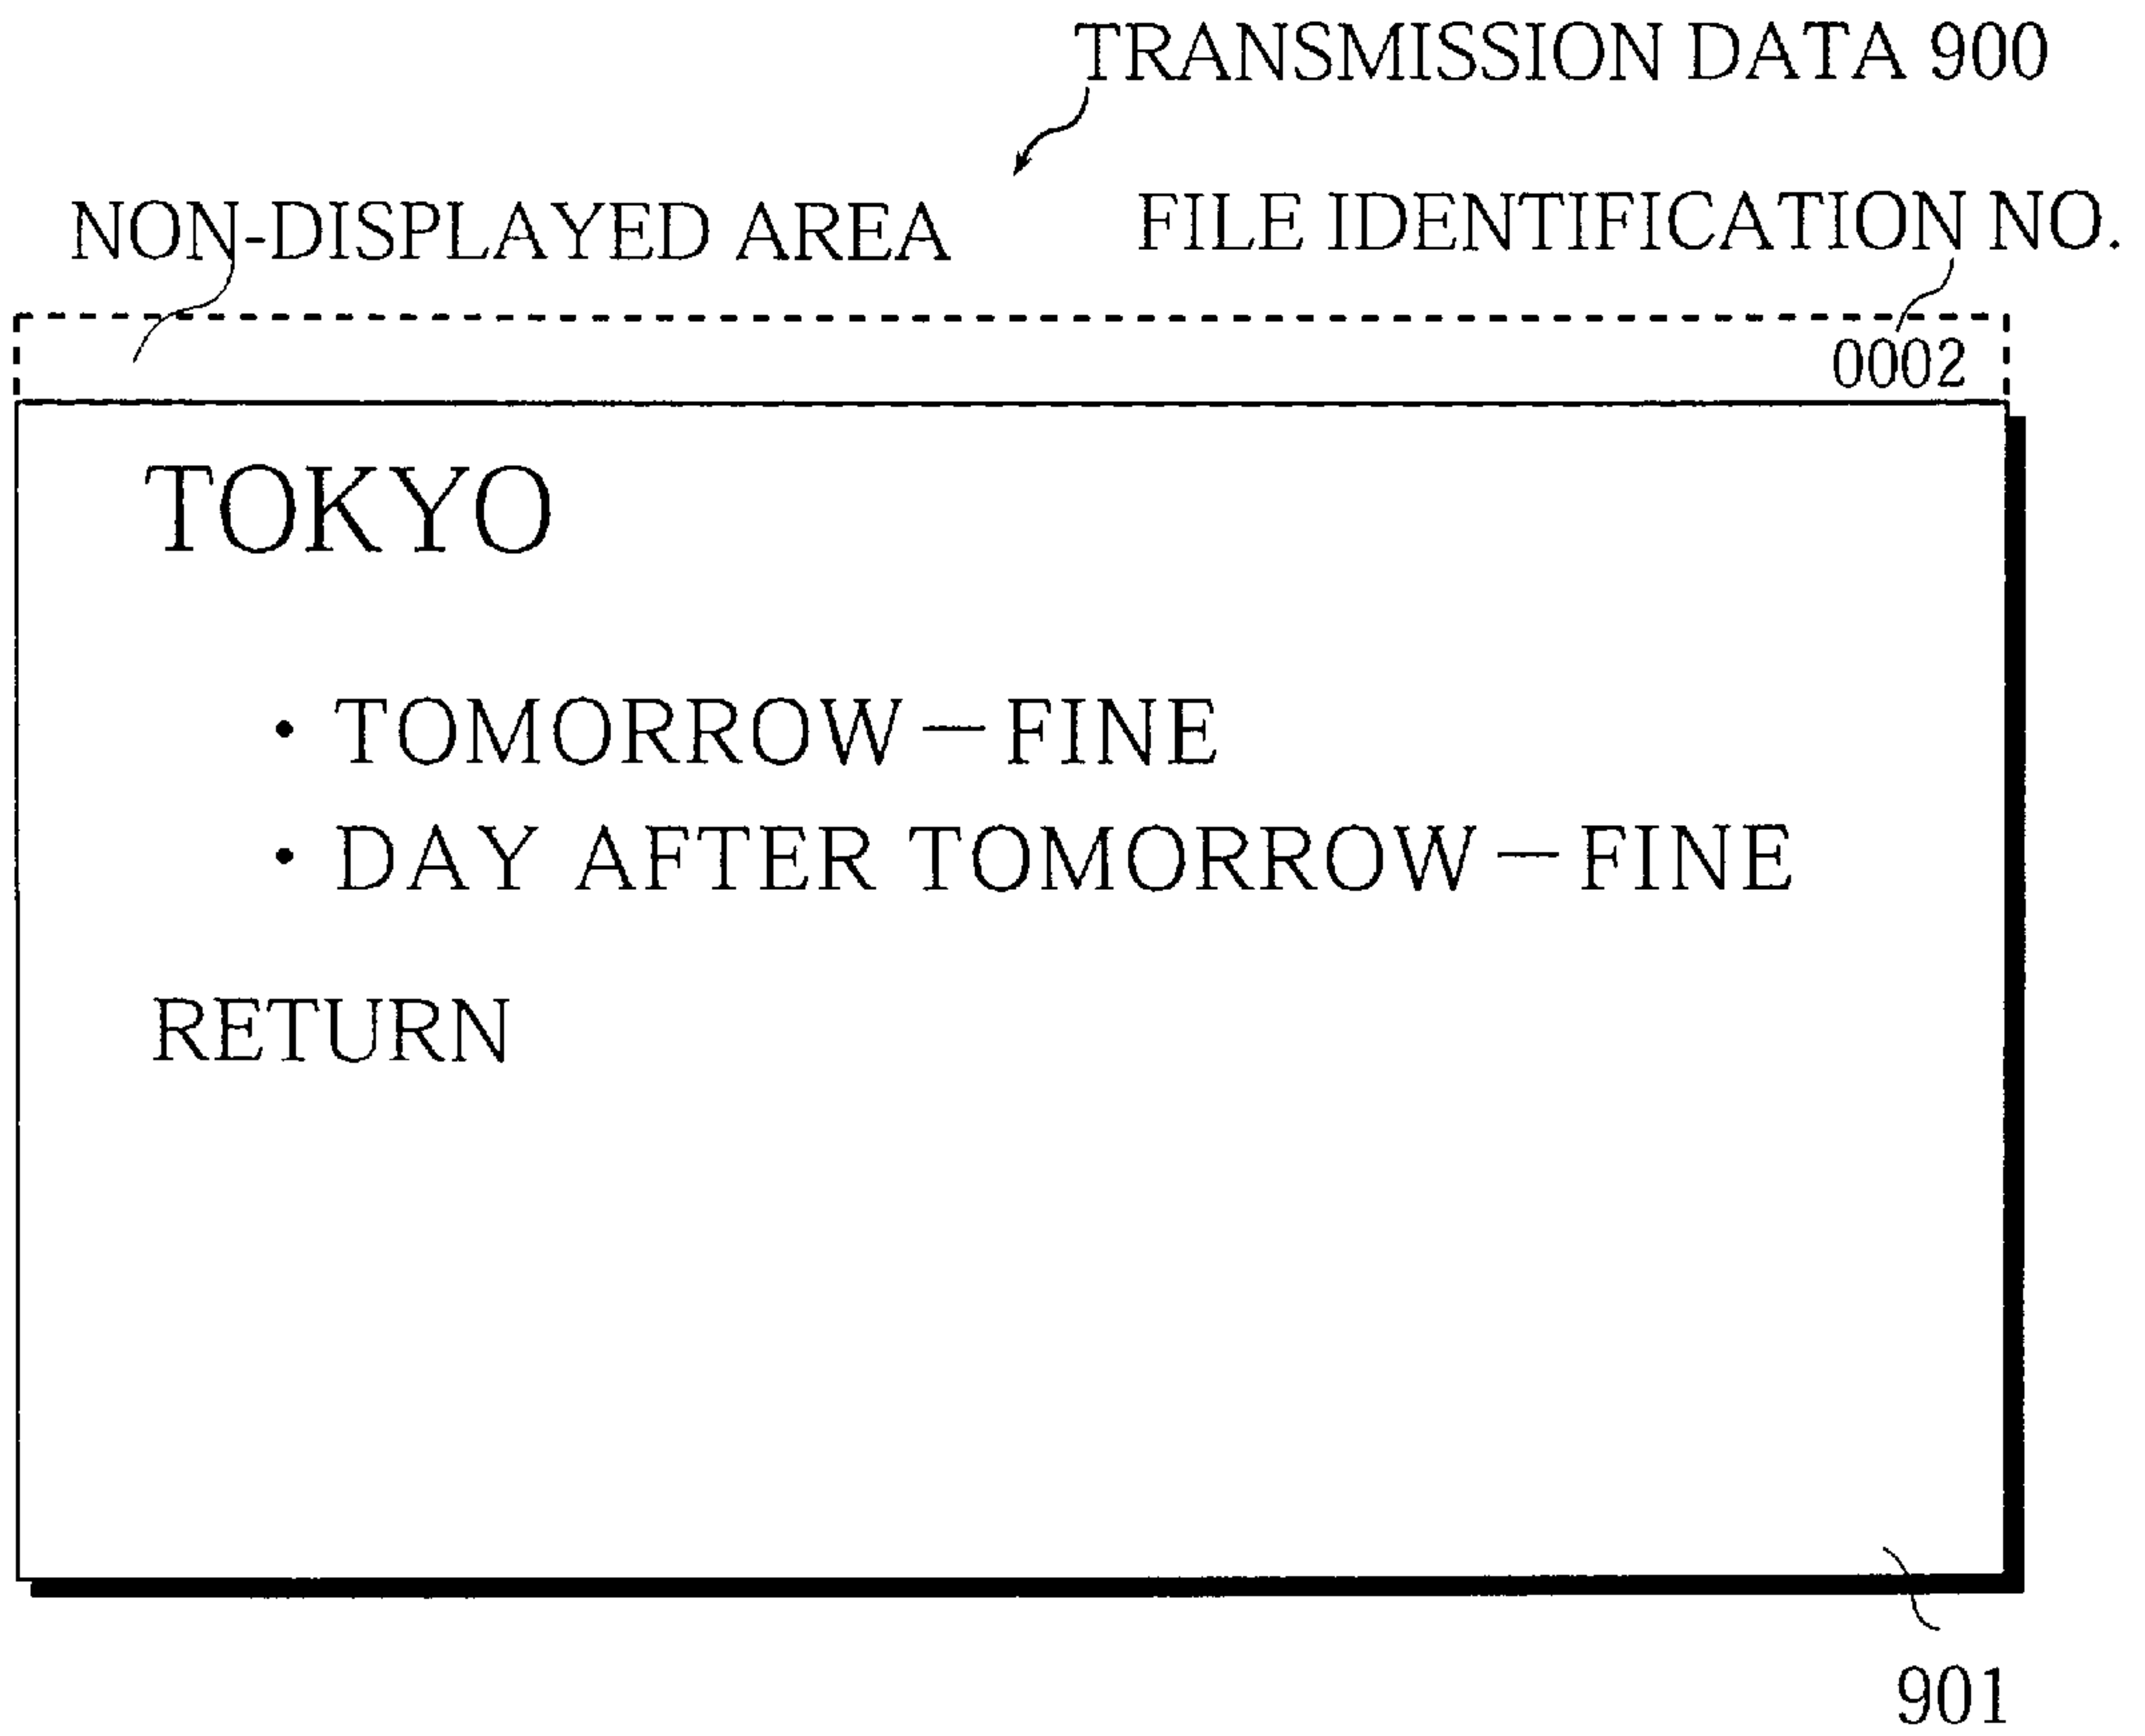 TRANSMISSION DATA 900
NON-DISPLAYED AREA
FILE IDENTIFICATION NO.
0002
TOKYO
• TOMORROW—FINE
• DAY AFTER TOMORROW—FINE
RETURN
901